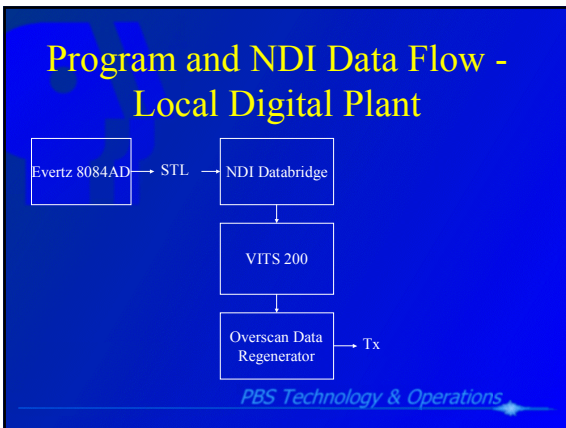 Program and NDI Data Flow -
Local Digital Plant
Evertz 8084AD
STL
NDI Databridge
VITS 200
Overscan Data
Regenerator
Tx
PBS Technology & Operations